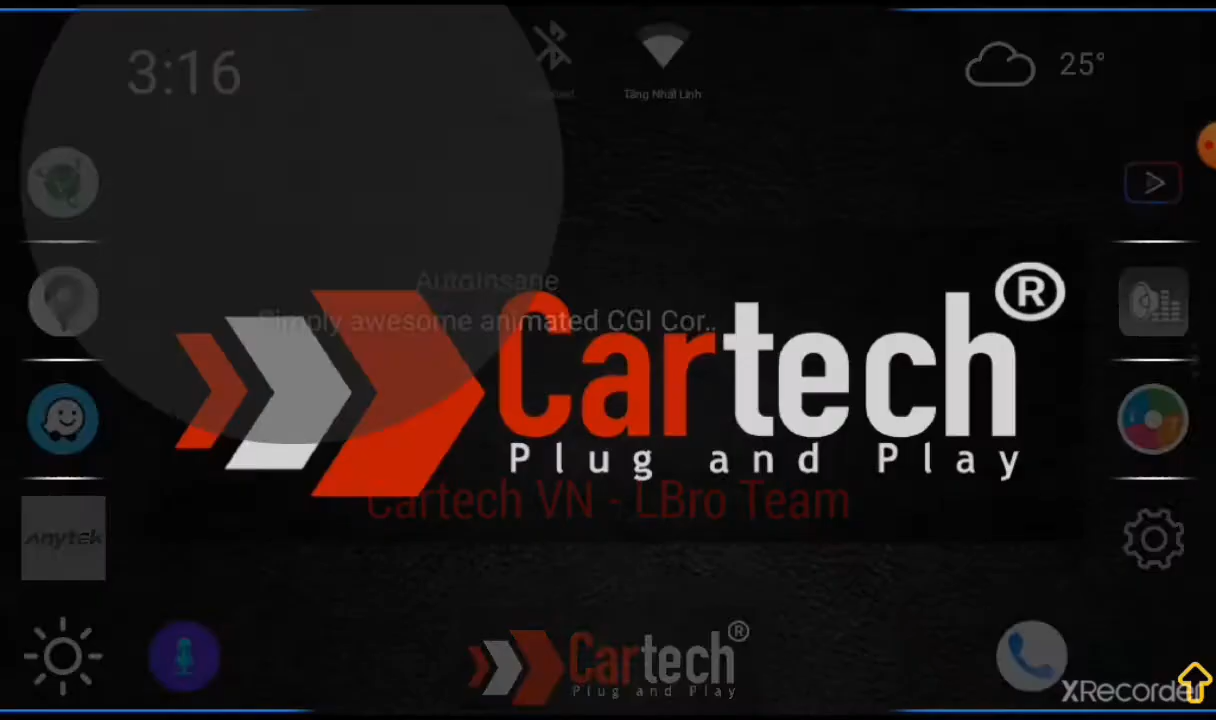 3:16
Tăng Nhất Linh
25°
AutoInsane
Simply awesome animated CGI Cor..
Cartech®
Plug and Play
Cartech VN - LBro Team
Anytek
Cartech®
Plug and Play
XRecorder